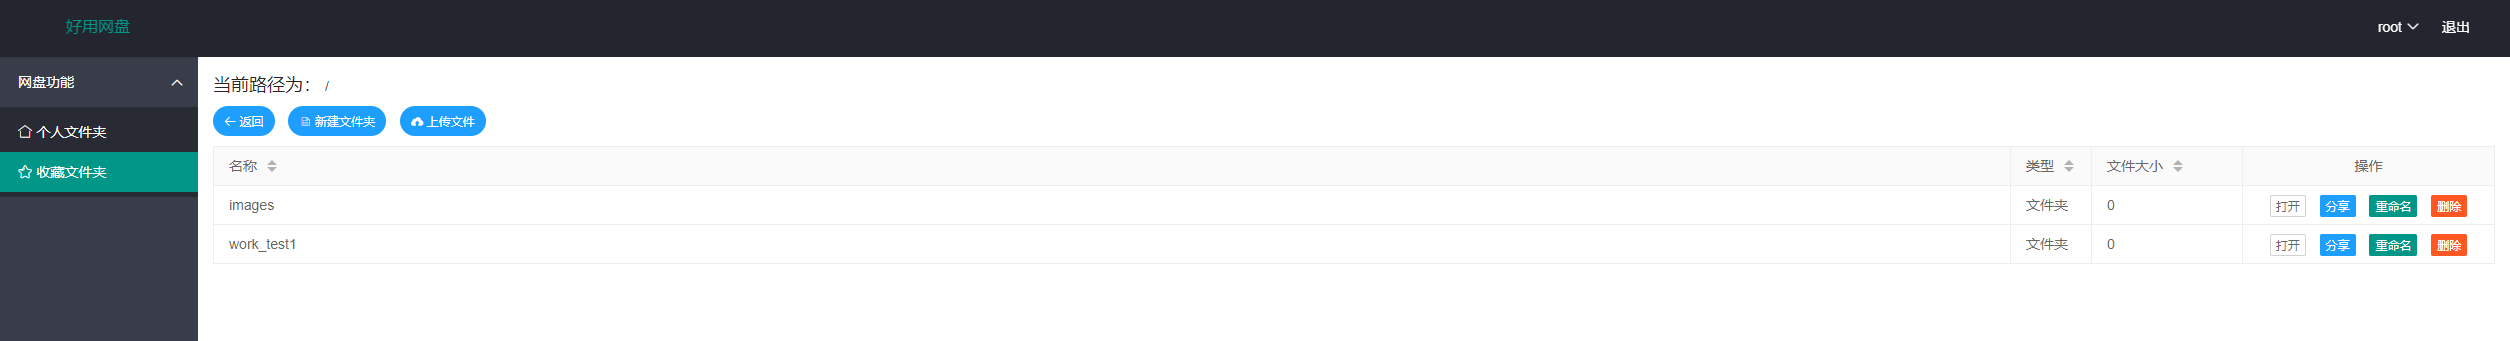 好用网盘
root 退出
网盘功能
个人文件夹
收藏文件夹
当前路径为： /
返回 新建文件夹 上传文件
名称 类型 文件大小 操作
images 文件夹 0 打开 分享 重命名 删除
work_test1 文件夹 0 打开 分享 重命名 删除